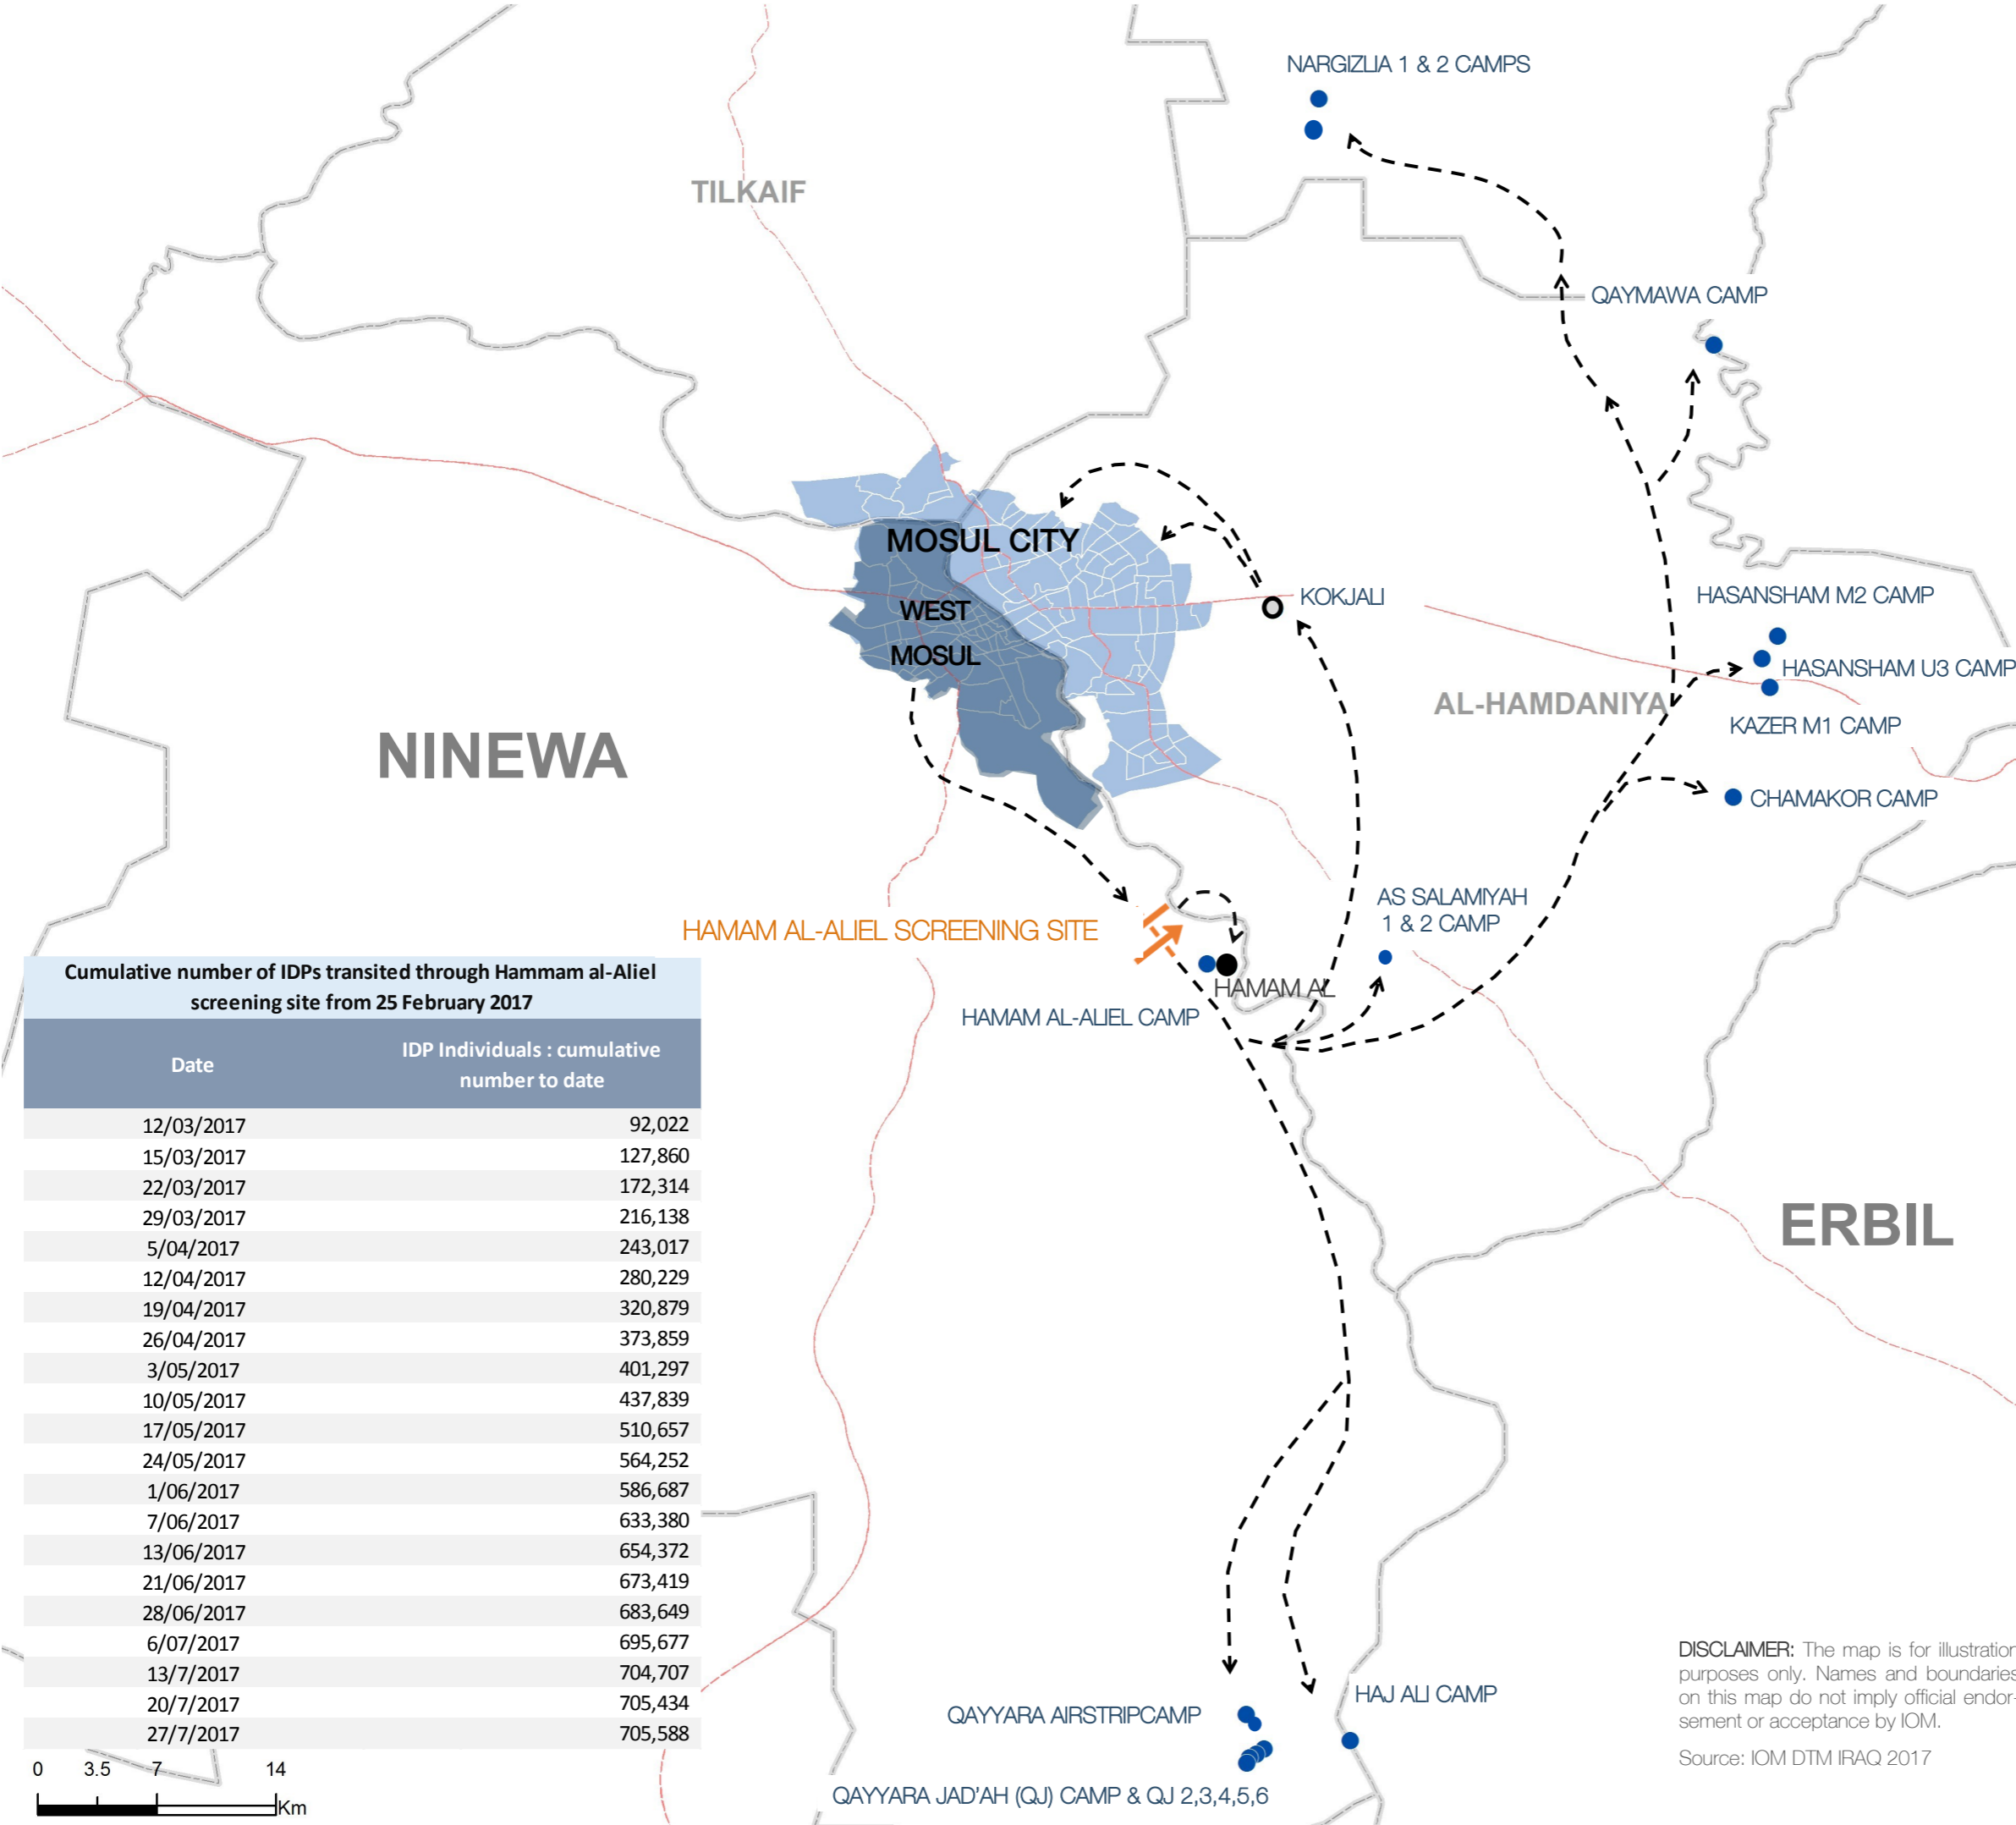 NARGIZLIA 1 & 2 CAMPS
TILKAIF
QAYMAWA CAMP
MOSUL CITY
WEST
MOSUL
KOKJALI
HASANSHAM M2 CAMP
HASANSHAM U3 CAMP
KAZER M1 CAMP
AL-HAMDANIYA
NINEWA
CHAMAKOR CAMP
AS SALAMIYAH
1 & 2 CAMP
HAMAM AL-ALIEL SCREENING SITE
HAMAM AL
HAMAM AL-ALIEL CAMP
Cumulative number of IDPs transited through Hammam al-Aliel
screening site from 25 February 2017
Date IDP Individuals : cumulative
number to date
12/03/2017 92,022
15/03/2017 127,860
22/03/2017 172,314
29/03/2017 216,138
5/04/2017 243,017
12/04/2017 280,229
19/04/2017 320,879
26/04/2017 373,859
3/05/2017 401,297
10/05/2017 437,839
17/05/2017 510,657
24/05/2017 564,252
1/06/2017 586,687
7/06/2017 633,380
13/06/2017 654,372
21/06/2017 673,419
28/06/2017 683,649
6/07/2017 695,677
13/7/2017 704,707
20/7/2017 705,434
27/7/2017 705,588
0 3.5 7 14
Km
ERBIL
QAYYARA AIRSTRIPCAMP
HAJ ALI CAMP
QAYYARA JAD'AH (QJ) CAMP & QJ 2,3,4,5,6
DISCLAIMER: The map is for illustration
purposes only. Names and boundaries
on this map do not imply official endor-
sement or acceptance by IOM.
Source: IOM DTM IRAQ 2017